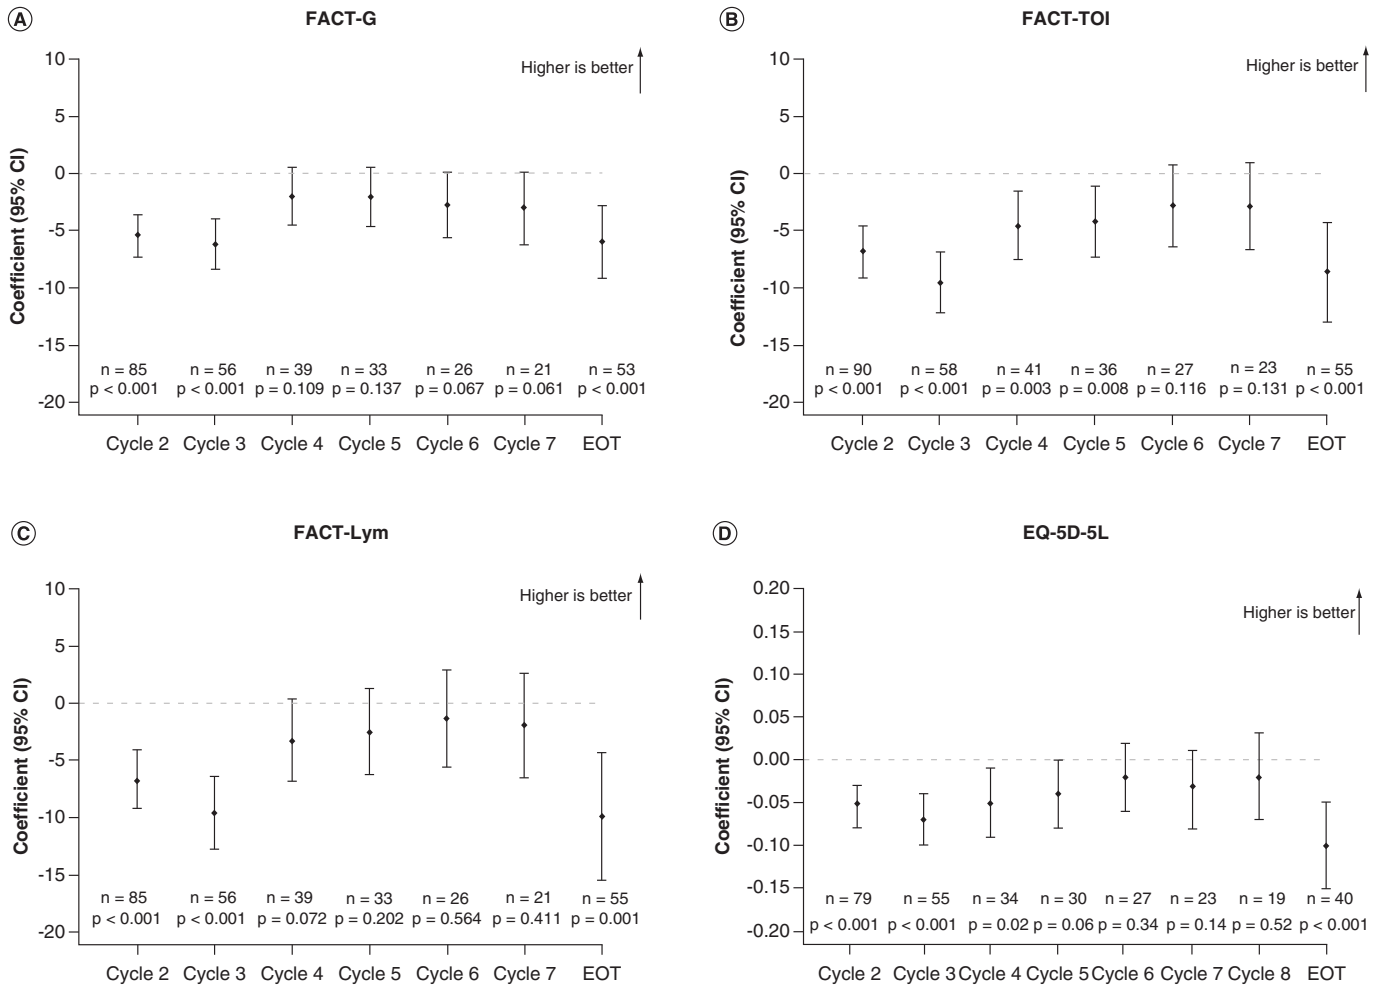 A FACT-G
Higher is better
Coefficient (95% CI)
10
5
0
-5
-10
-15
-20
n = 85 n = 56 n = 39 n = 33 n = 26 n = 21 n = 53
p < 0.001 p < 0.001 p = 0.109 p = 0.137 p = 0.067 p = 0.061 p < 0.001
Cycle 2 Cycle 3 Cycle 4 Cycle 5 Cycle 6 Cycle 7 EOT
B FACT-TOI
Higher is better
Coefficient (95% CI)
10
5
0
-5
-10
-15
-20
n = 90 n = 58 n = 41 n = 36 n = 27 n = 23 n = 55
p < 0.001 p < 0.001 p = 0.003 p = 0.008 p = 0.116 p = 0.131 p < 0.001
Cycle 2 Cycle 3 Cycle 4 Cycle 5 Cycle 6 Cycle 7 EOT
C FACT-Lym
Higher is better
Coefficient (95% CI)
10
5
0
-5
-10
-15
-20
n = 85 n = 56 n = 39 n = 33 n = 26 n = 21 n = 55
p < 0.001 p < 0.001 p = 0.072 p = 0.202 p = 0.564 p = 0.411 p = 0.001
Cycle 2 Cycle 3 Cycle 4 Cycle 5 Cycle 6 Cycle 7 EOT
D EQ-5D-5L
Higher is better
Coefficient (95% CI)
0.20
0.15
0.10
0.05
0.00
-0.05
-0.10
-0.15
-0.20
n = 79 n = 55 n = 34 n = 30 n = 27 n = 23 n = 19 n = 40
p < 0.001 p < 0.001 p = 0.02 p = 0.06 p = 0.34 p = 0.14 p = 0.52 p < 0.001
Cycle 2 Cycle 3 Cycle 4 Cycle 5 Cycle 6 Cycle 7 Cycle 8 EOT